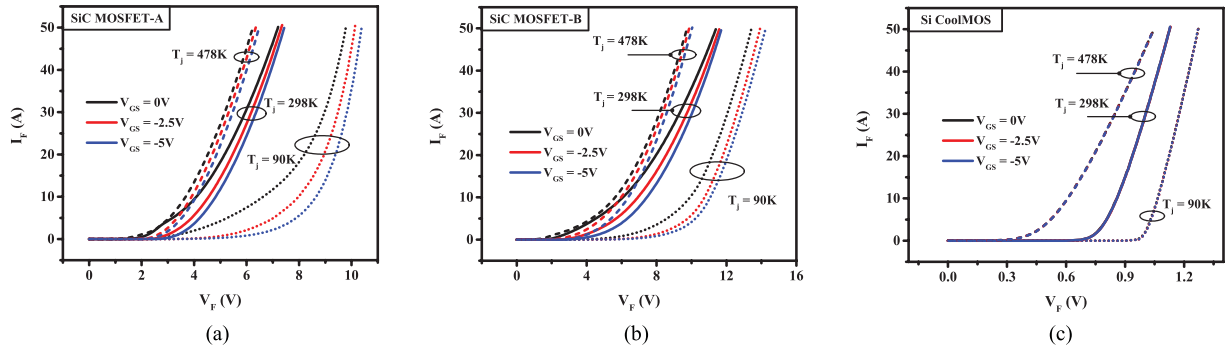 SiC MOSFET-A
I_F (A)
50
40
30
20
10
0
T_j = 478K
V_GS = 0V
V_GS = -2.5V
V_GS = -5V
T_j = 298K
T_j = 90K
0 2 4 6 8 10
V_F (V)
(a)
SiC MOSFET-B
I_F (A)
50
40
30
20
10
0
T_j = 478K
T_j = 298K
V_GS = 0V
V_GS = -2.5V
V_GS = -5V
T_j = 90K
0 4 8 12 16
V_F (V)
(b)
Si CoolMOS
I_F (A)
50
40
30
20
10
0
T_j = 478K
T_j = 298K
V_GS = 0V
V_GS = -2.5V
V_GS = -5V
T_j = 90K
0.0 0.3 0.6 0.9 1.2
V_F (V)
(c)